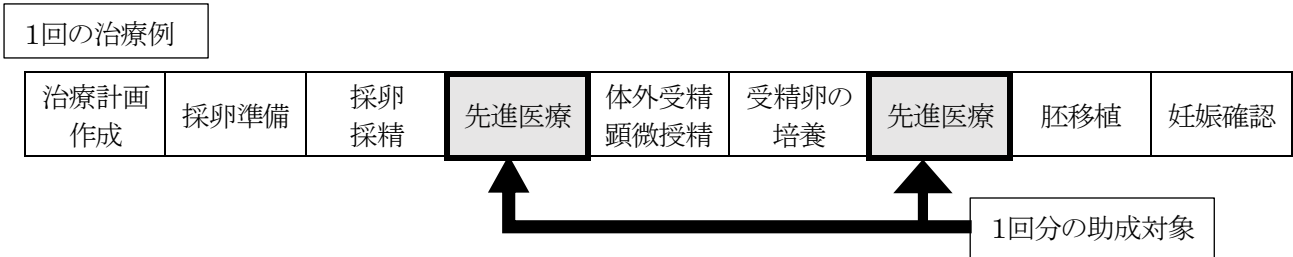 1回の治療例
治療計画
作成
採卵準備
採卵
採精
先進医療
体外受精
顕微授精
受精卵の
培養
先進医療
胚移植
妊娠確認
1回分の助成対象